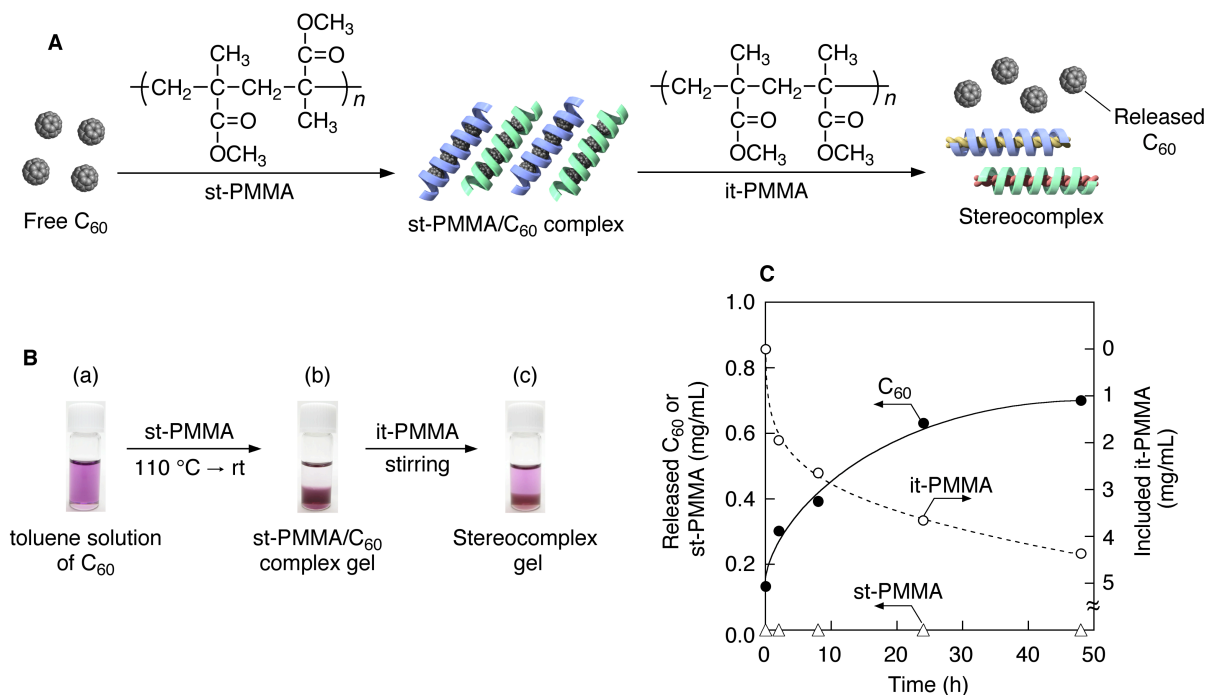 A
OCH₃
CH₃
C=O
CH₂
C
CH₂
C
n
C=O
CH₃
OCH₃
st-PMMA
Free C₆₀
st-PMMA/C₆₀ complex
CH₃
CH₃
CH₂
C
CH₂
C
n
C=O
C=O
OCH₃
OCH₃
it-PMMA
Released
C₆₀
Stereocomplex
B
(a)
(b)
(c)
st-PMMA
110 °C → rt
it-PMMA
stirring
toluene solution
of C₆₀
st-PMMA/C₆₀
complex gel
Stereocomplex
gel
C
Released C₆₀ or
st-PMMA (mg/mL)
1.0
0.8
0.6
0.4
0.2
0.0
C₆₀
it-PMMA
st-PMMA
0
1
2
3
4
5
≈
Included it-PMMA
(mg/mL)
0
10
20
30
40
50
Time (h)